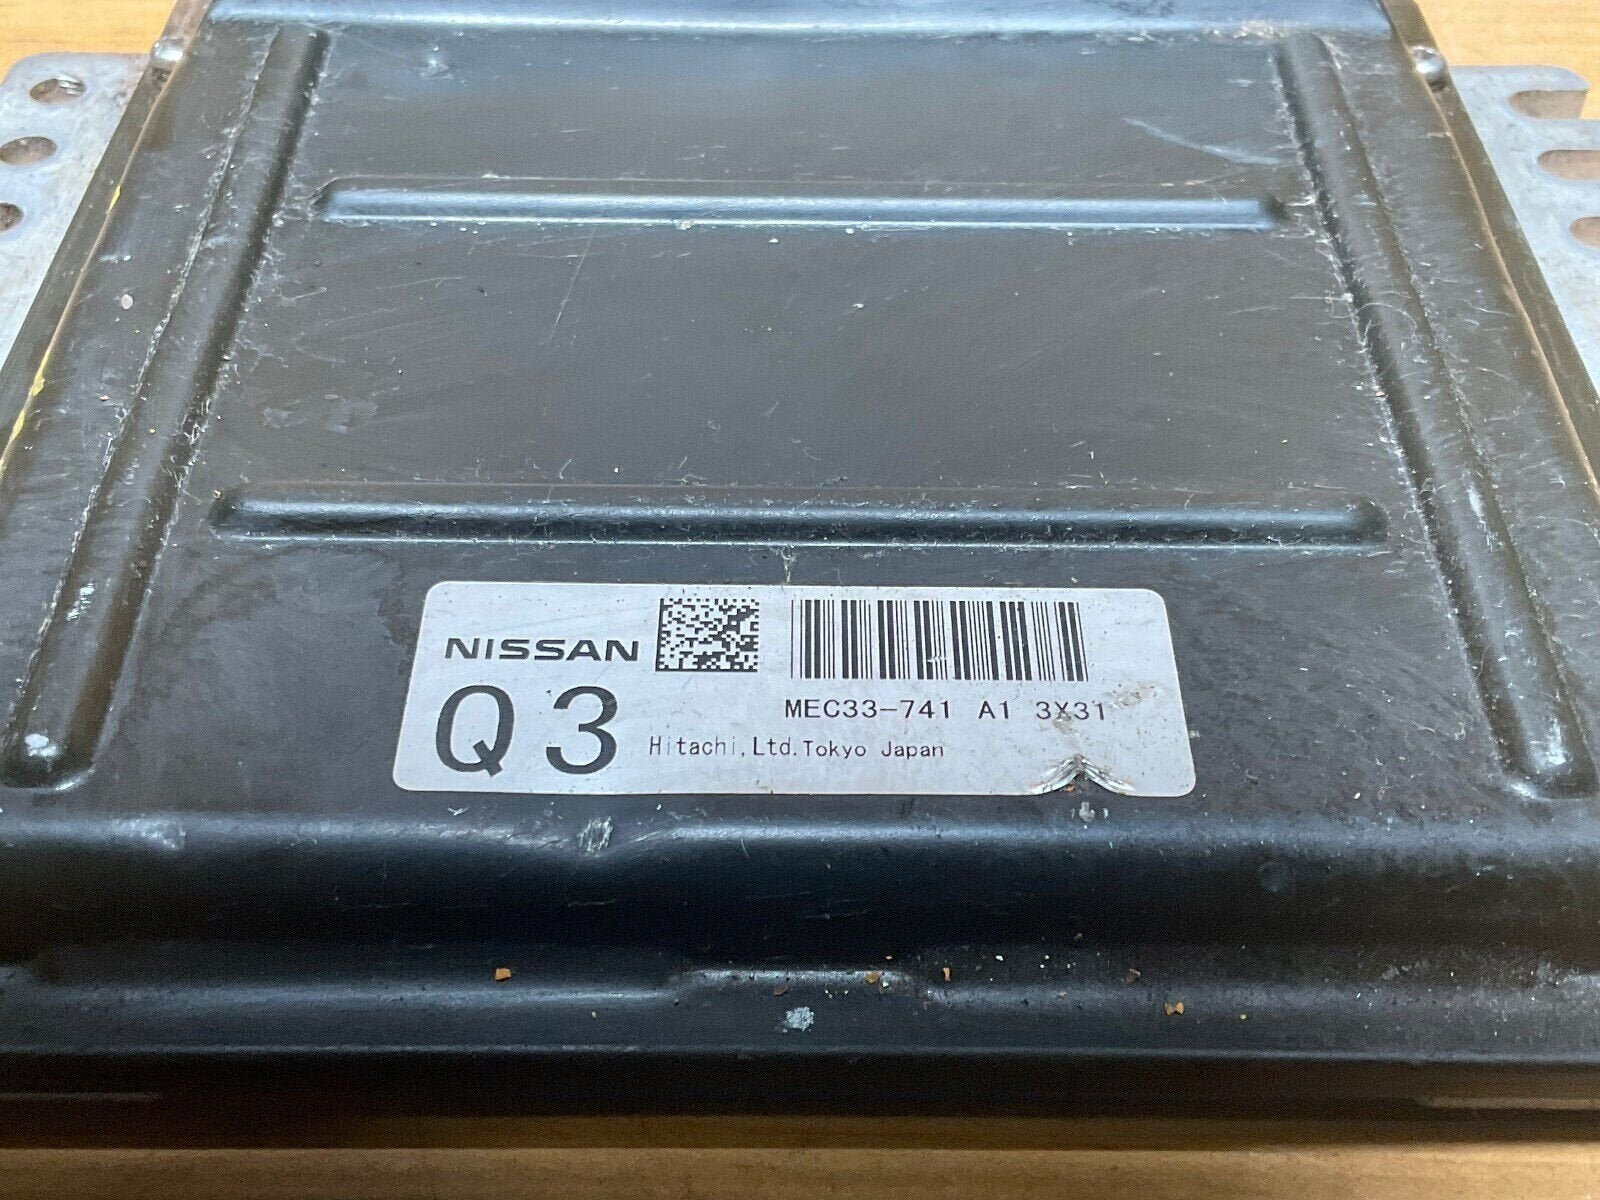 NISSAN
MEC33-741 A1 3X31
Q3
Hitachi,Ltd.Tokyo Japan